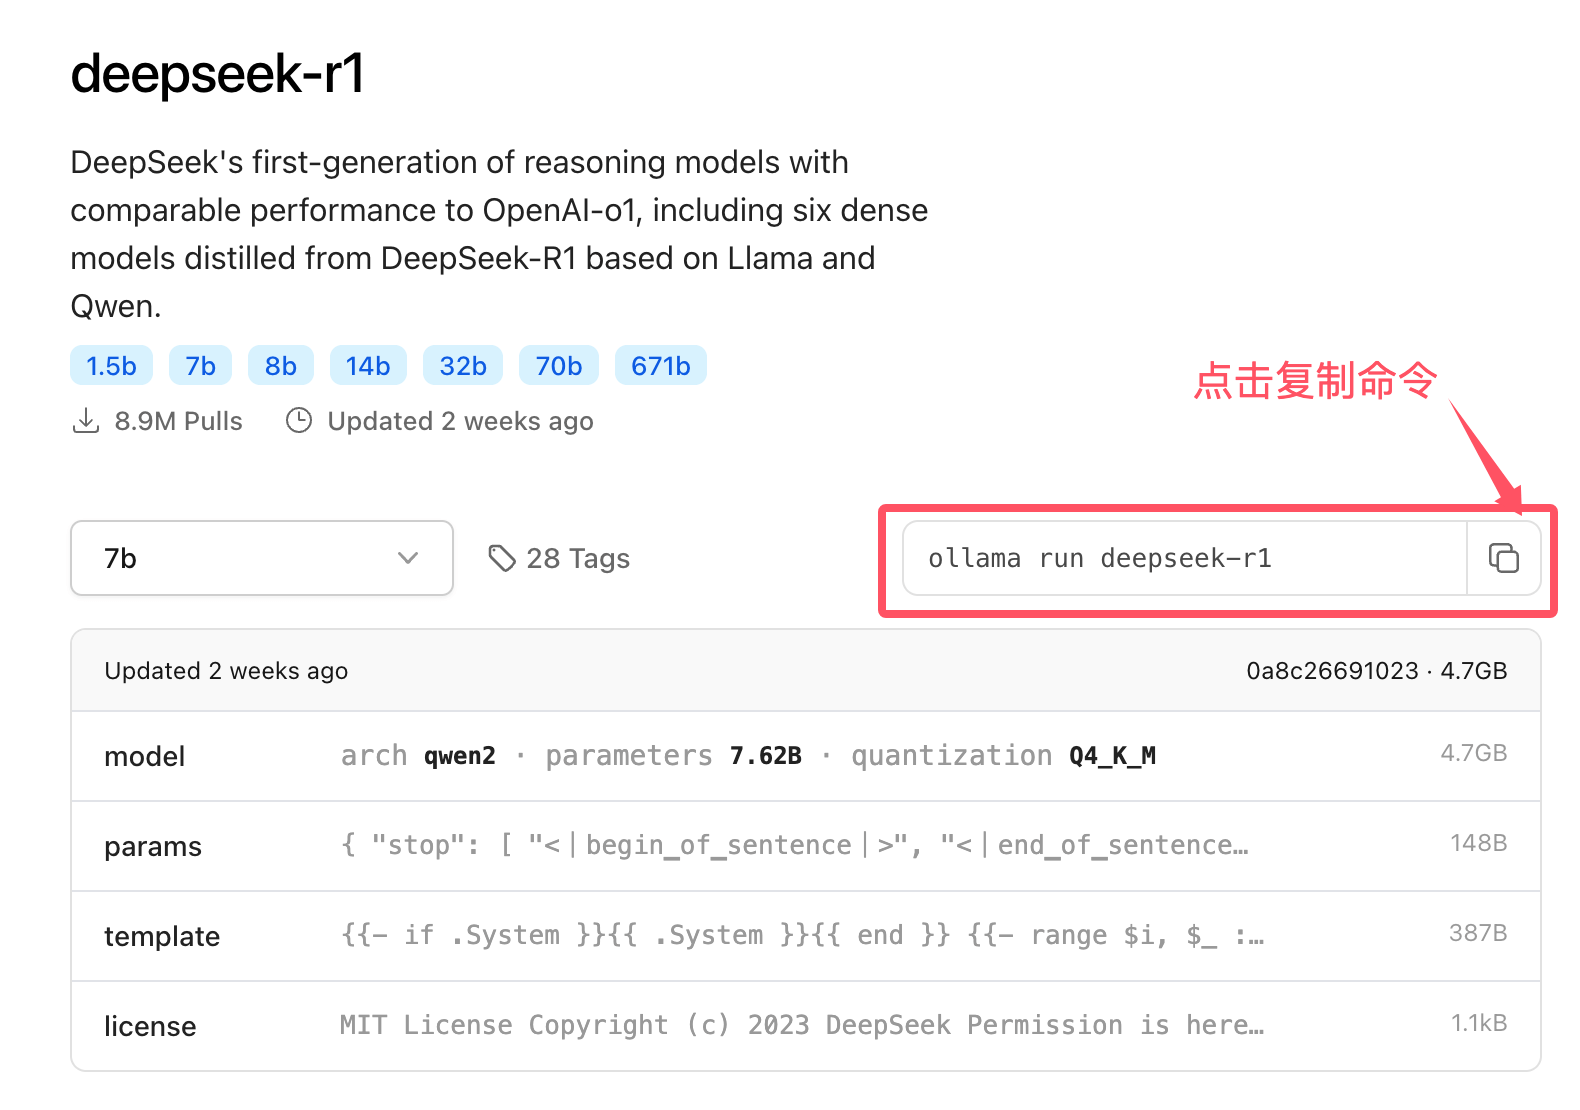 deepseek-r1
DeepSeek's first-generation of reasoning models with
comparable performance to OpenAI-o1, including six dense
models distilled from DeepSeek-R1 based on Llama and
Qwen.
1.5b 7b 8b 14b 32b 70b 671b
8.9M Pulls Updated 2 weeks ago
点击复制命令
7b 28 Tags ollama run deepseek-r1
Updated 2 weeks ago 0a8c26691023 · 4.7GB
model arch qwen2 · parameters 7.62B · quantization Q4_K_M 4.7GB
params { "stop": [ "<｜begin_of_sentence｜>", "<｜end_of_sentence… 148B
template {{- if .System }}{{ .System }}{{ end }} {{- range $i, $_ :… 387B
license MIT License Copyright (c) 2023 DeepSeek Permission is here… 1.1kB